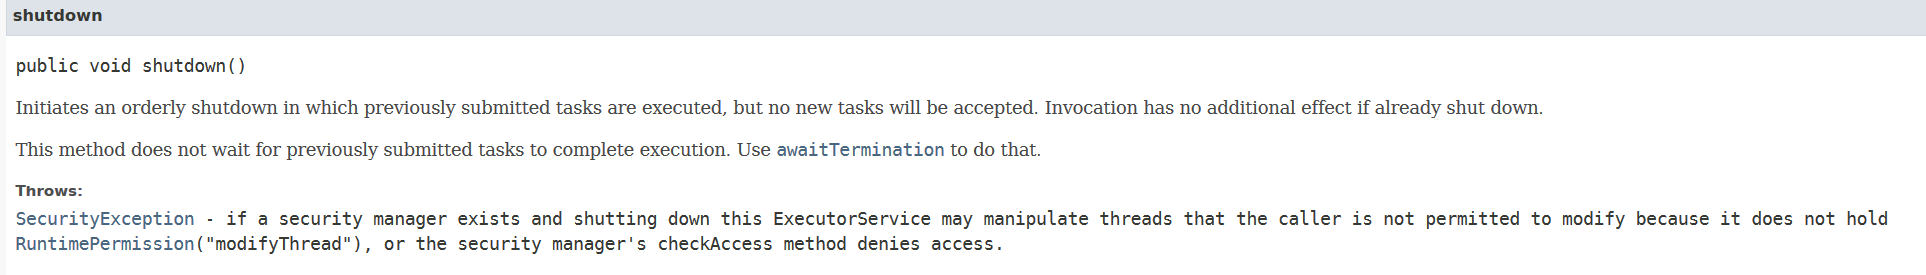 shutdown
public void shutdown()
Initiates an orderly shutdown in which previously submitted tasks are executed, but no new tasks will be accepted. Invocation has no additional effect if already shut down.
This method does not wait for previously submitted tasks to complete execution. Use awaitTermination to do that.
Throws:
SecurityException - if a security manager exists and shutting down this ExecutorService may manipulate threads that the caller is not permitted to modify because it does not hold
RuntimePermission("modifyThread"), or the security manager's checkAccess method denies access.